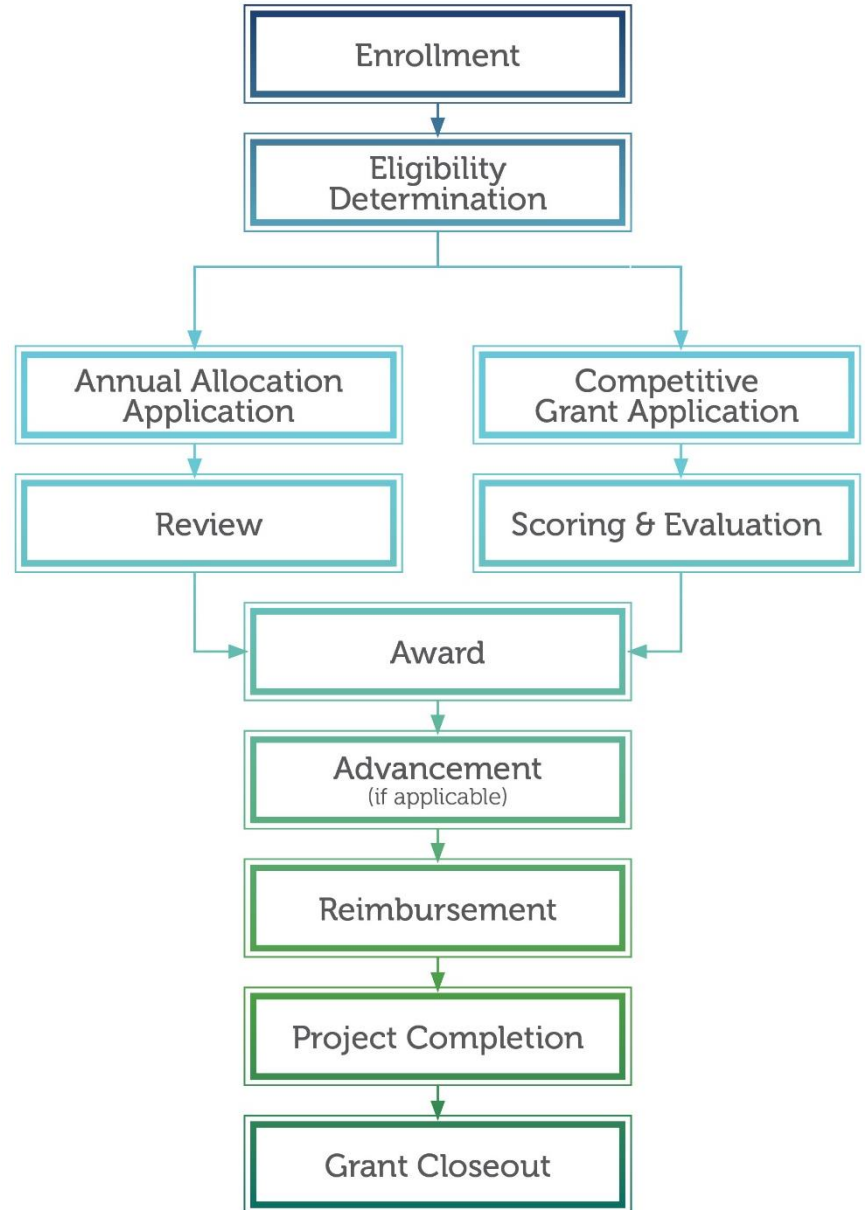 Enrollment
Eligibility
Determination
Annual Allocation
Application
Competitive
Grant Application
Review
Scoring & Evaluation
Award
Advancement
(if applicable)
Reimbursement
Project Completion
Grant Closeout